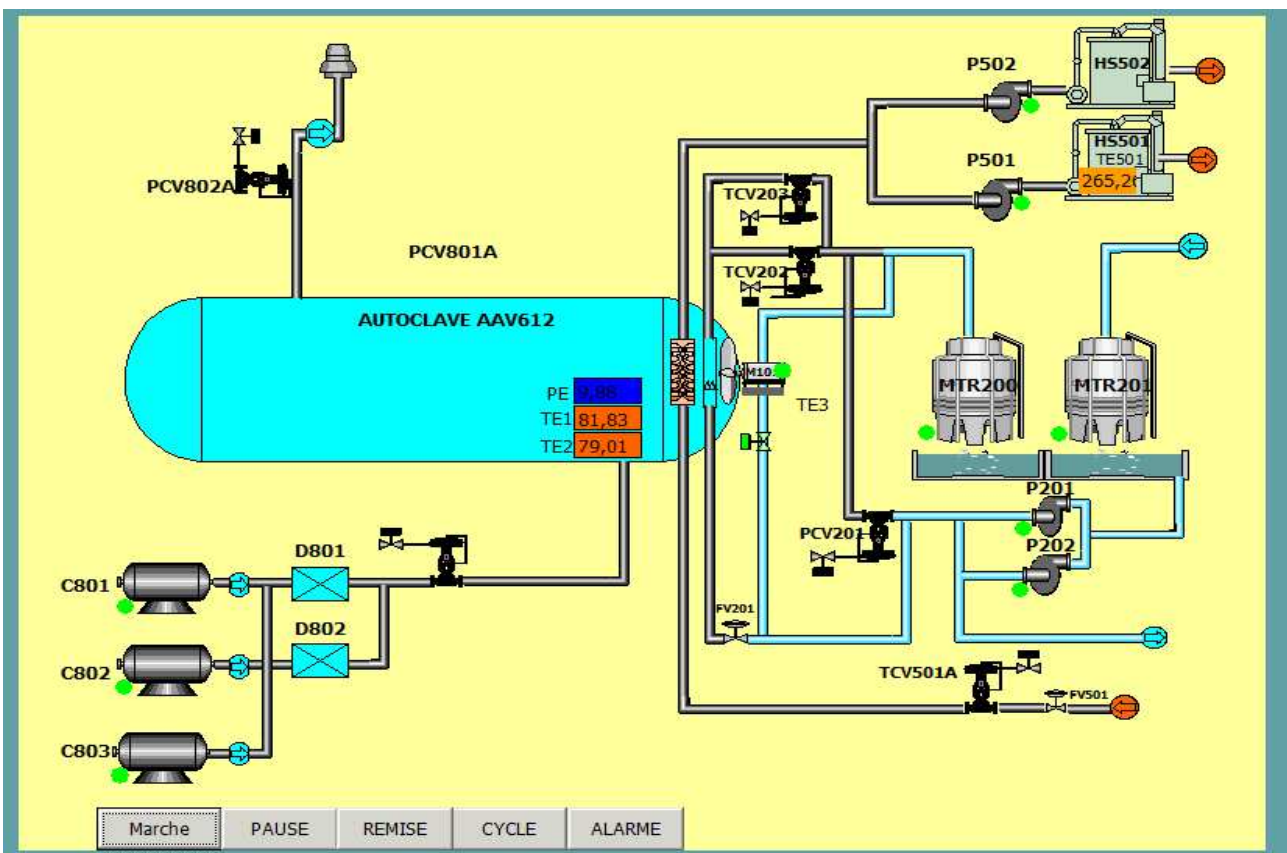 P502
HS502
HS501
P501
TE501
265,26
PCV802A
TCV203
PCV801A
TCV202
AUTOCLAVE AAV612
PE 9,88
TE1 81,83
TE2 79,01
TE3
MTR200
MTR201
P201
PCV201
P202
D801
C801
FV201
D802
C802
TCV501A
FV501
C803
Marche
PAUSE
REMISE
CYCLE
ALARME